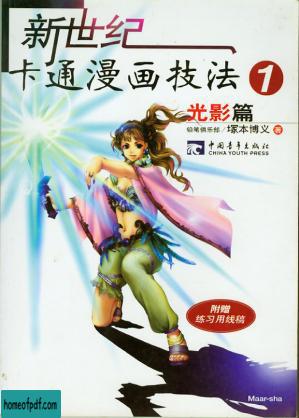 新世纪
卡通漫画技法 1
光影篇
铅笔俱乐部/塚本博义 著
中国青年出版社
CHINA YOUTH PRESS
附赠
练习用线稿
Maar-sha
homeofpdf.com